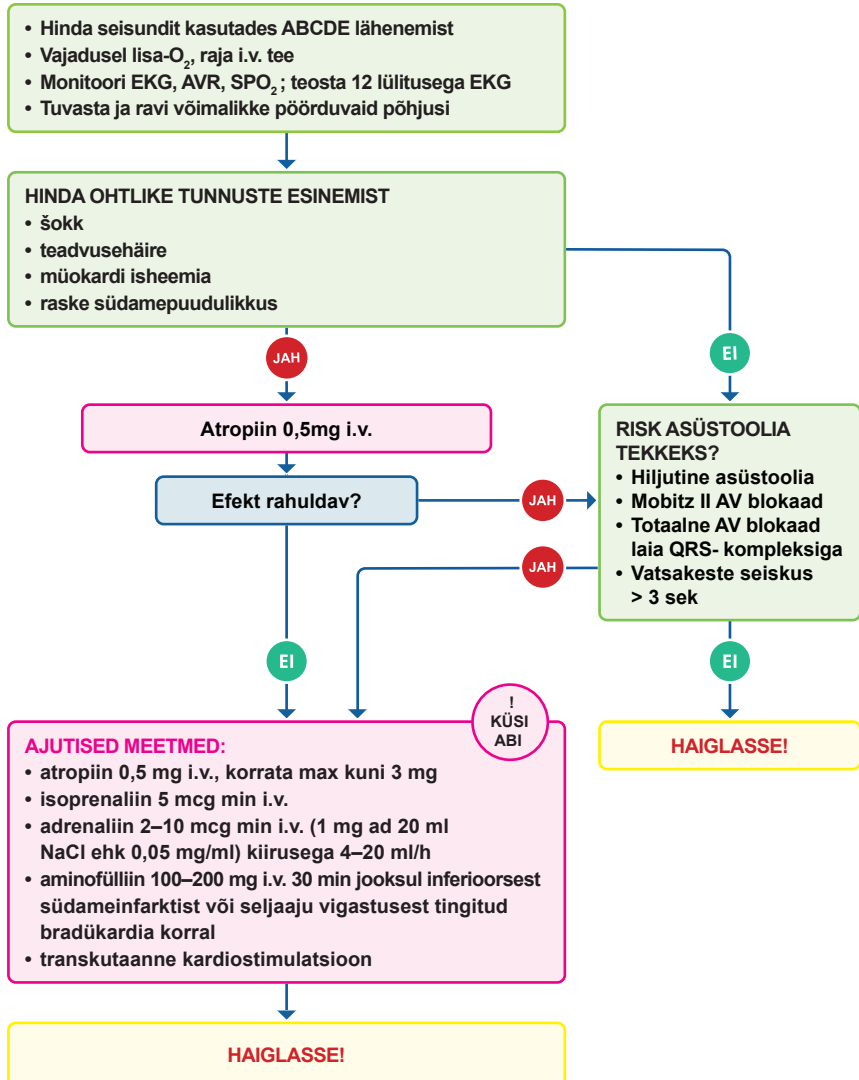 • Hinda seisundit kasutades ABCDE lähenemist
• Vajadusel lisa-O₂, raja i.v. tee
• Monitoori EKG, AVR, SPO₂; teosta 12 lülitusega EKG
• Tuvasta ja ravi võimalikke pöörduvaid põhjusi
HINDA OHTLIKE TUNNUSTE ESINEMIST
• šokk
• teadvusehäire
• müokardi isheemia
• raske südamepuudulikkus
JAH
EI
Atropiin 0,5mg i.v.
Efekt rahuldav?
JAH
RISK ASÜSTOOLIA
TEKKEKS?
• Hiljutine asüstoolia
• Mobitz II AV blokaad
• Totaalne AV blokaad
laia QRS- kompleksiga
• Vatsakeste seiskus
> 3 sek
JAH
EI
EI
!
KÜSI
ABI
AJUTISED MEETMED:
• atropiin 0,5 mg i.v., korrata max kuni 3 mg
• isoprenaliin 5 mcg min i.v.
• adrenaliin 2–10 mcg min i.v. (1 mg ad 20 ml
NaCl ehk 0,05 mg/ml) kiirusega 4–20 ml/h
• aminofülliin 100–200 mg i.v. 30 min jooksul inferioorsest
südameinfarktist või seljaaju vigastusest tingitud
bradükardia korral
• transkutaanne kardiostimulatsioon
HAIGLASSE!
HAIGLASSE!